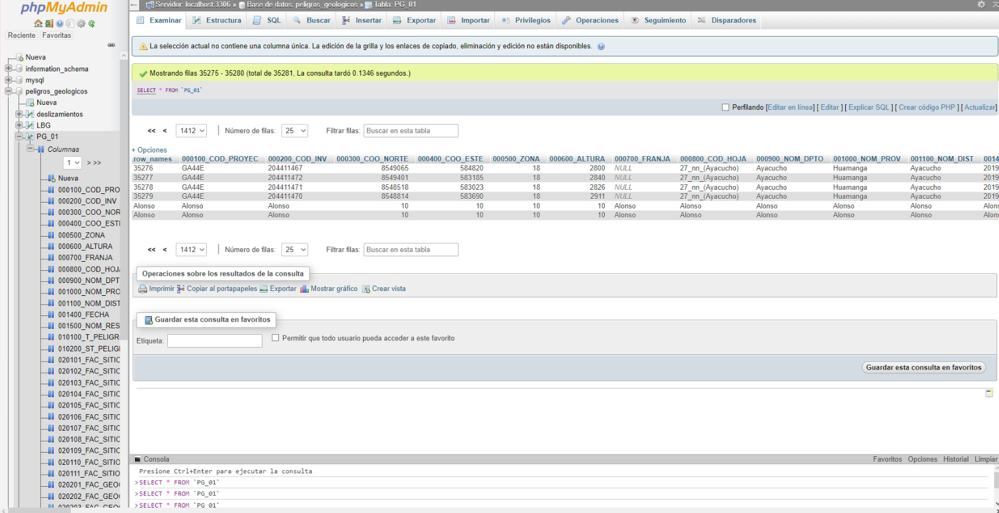 phpMyAdmin
Reciente Favoritas
Nueva
information_schema
mysql
peligros_geologicos
Nueva
deslizamientos
LBG
PG_01
Columnas
1 > >>
Nueva
000100_COD_PRO
000200_COD_INV
000300_COO_NOR
000400_COO_EST
000500_ZONA
000600_ALTURA
000700_FRANJA
000800_COD_HOJ
000900_NOM_DPT
001000_NOM_PRO
001100_NOM_DIST
001400_FECHA
001500_NOM_RES
010100_T_PELIGR
010200_ST_PELIG
020101_FAC_SITIO
020102_FAC_SITIO
020103_FAC_SITIO
020104_FAC_SITIO
020105_FAC_SITIO
020106_FAC_SITIO
020107_FAC_SITIO
020108_FAC_SITIO
020109_FAC_SITIO
020110_FAC_SITIO
020111_FAC_SITIO
020201_FAC_GEO
020202_FAC_GEO
020203_FAC_GEO
Servidor: localhost:3306 » Base de datos: peligros_geologicos » Tabla: PG_01
Examinar Estructura SQL Buscar Insertar Exportar Importar Privilegios Operaciones Seguimiento Disparadores
La selección actual no contiene una columna única. La edición de la grilla y los enlaces de copiado, eliminación y edición no están disponibles.
Mostrando filas 35275 - 35280 (total de 35281, La consulta tardó 0.1346 segundos.)
SELECT * FROM `PG_01`
Perfilando [Editar en línea] [ Editar ] [ Explicar SQL ] [ Crear código PHP ] [ Actualizar]
<< < 1412 Número de filas: 25 Filtrar filas: Buscar en esta tabla
+ Opciones
row_names 000100_COD_PROYEC 000200_COD_INV 000300_COO_NORTE 000400_COO_ESTE 000500_ZONA 000600_ALTURA 000700_FRANJA 000800_COD_HOJA 000900_NOM_DPTO 001000_NOM_PROV 001100_NOM_DIST 0014
35276 GA44E 204411467 8549065 584820 18 2800 NULL 27_nn_(Ayacucho) Ayacucho Huamanga Ayacucho 2019
35277 GA44E 204411472 8549401 583185 18 2840 NULL 27_nn_(Ayacucho) Ayacucho Huamanga Ayacucho 2019
35278 GA44E 204411471 8548518 583023 18 2826 NULL 27_nn_(Ayacucho) Ayacucho Huamanga Ayacucho 2019
35279 GA44E 204411470 8548814 583690 18 2911 NULL 27_nn_(Ayacucho) Ayacucho Huamanga Ayacucho 2019
Alonso Alonso Alonso 10 10 10 10 Alonso Alonso Alonso Alonso Alonso Alons
Alonso Alonso Alonso 10 10 10 10 Alonso Alonso Alonso Alonso Alonso Alons
<< < 1412 Número de filas: 25 Filtrar filas: Buscar en esta tabla
Operaciones sobre los resultados de la consulta
Imprimir Copiar al portapapeles Exportar Mostrar gráfico Crear vista
Guardar esta consulta en favoritos
Etiqueta: Permitir que todo usuario pueda acceder a este favorito
Guardar esta consulta en favoritos
Consola Favoritos Opciones Historial Limpiar
Presione Ctrl+Enter para ejecutar la consulta
>SELECT * FROM `PG_01`
>SELECT * FROM `PG_01`
>SELECT * FROM `PG_01`